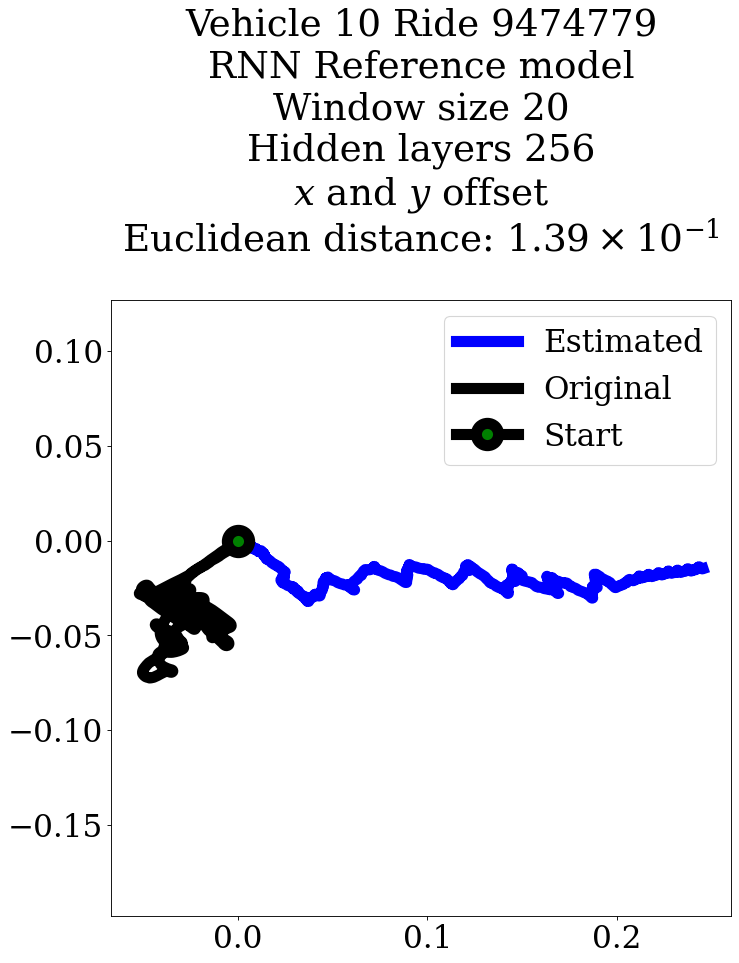 Vehicle 10 Ride 9474779
RNN Reference model
Window size 20
Hidden layers 256
x and y offset
Euclidean distance: 1.39 × 10⁻¹
Estimated
Original
Start
0.10
0.05
0.00
−0.05
−0.10
−0.15
0.0 0.1 0.2